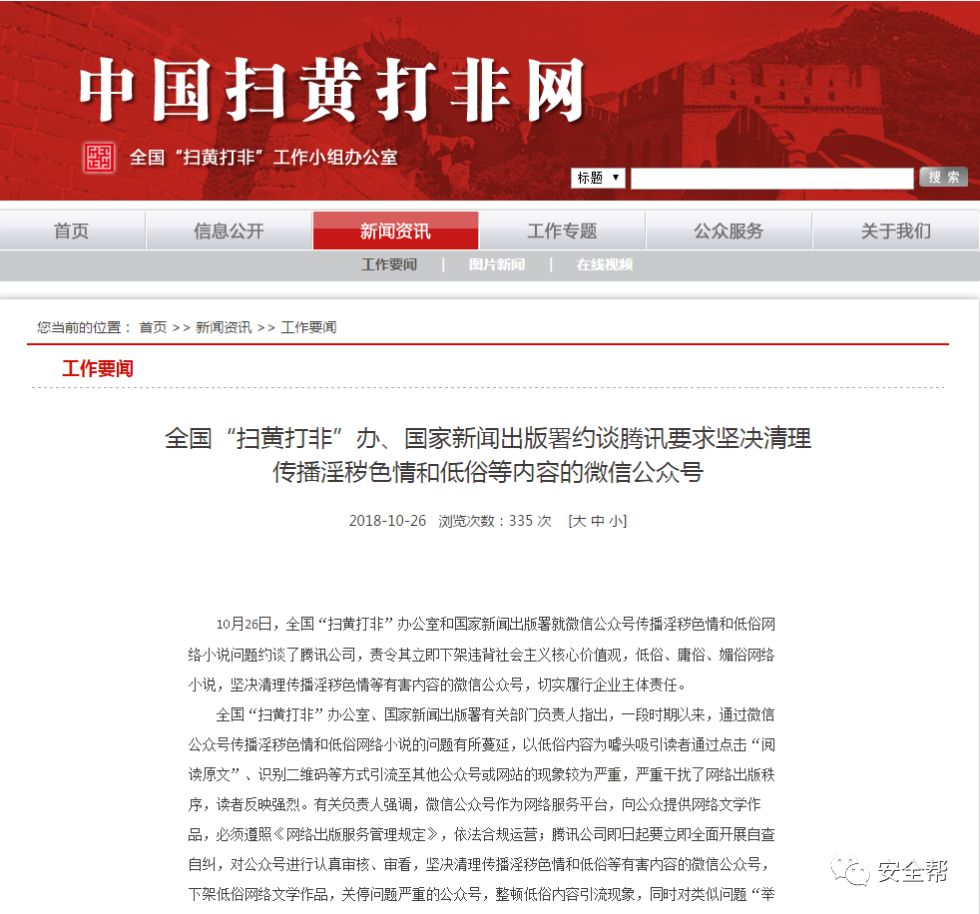 中国扫黄打非网
全国“扫黄打非”工作小组办公室
标题 ▼ 搜 索
首页 信息公开 新闻资讯 工作专题 公众服务 关于我们
工作要闻 | 图片新闻 | 在线视频
您当前的位置： 首页 >> 新闻资讯 >> 工作要闻
工作要闻
全国“扫黄打非”办、国家新闻出版署约谈腾讯要求坚决清理
传播淫秽色情和低俗等内容的微信公众号
2018-10-26 浏览次数：335 次 [大 中 小]
10月26日，全国“扫黄打非”办公室和国家新闻出版署就微信公众号传播淫秽色情和低俗网
络小说问题约谈了腾讯公司，责令其立即下架违背社会主义核心价值观，低俗、庸俗、媚俗网络
小说，坚决清理传播淫秽色情等有害内容的微信公众号，切实履行企业主体责任。
全国“扫黄打非”办公室、国家新闻出版署有关部门负责人指出，一段时期以来，通过微信
公众号传播淫秽色情和低俗网络小说的问题有所蔓延，以低俗内容为噱头吸引读者通过点击“阅
读原文”、识别二维码等方式引流至其他公众号或网站的现象较为严重，严重干扰了网络出版秩
序，读者反映强烈。有关负责人强调，微信公众号作为网络服务平台，向公众提供网络文学作
品，必须遵照《网络出版服务管理规定》，依法合规运营；腾讯公司即日起要立即全面开展自查
自纠，对公众号进行认真审核、审看，坚决清理传播淫秽色情和低俗等有害内容的微信公众号，
下架低俗网络文学作品，关停问题严重的公众号，整顿低俗内容引流现象，同时对类似问题“举
安全帮